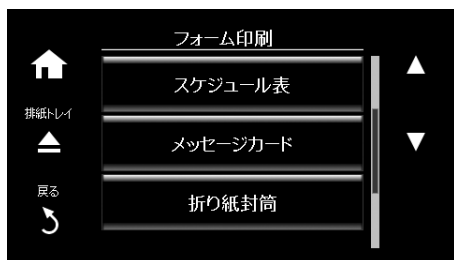 フォーム印刷
スケジュール表
排紙トレイ
メッセージカード
戻る
折り紙封筒